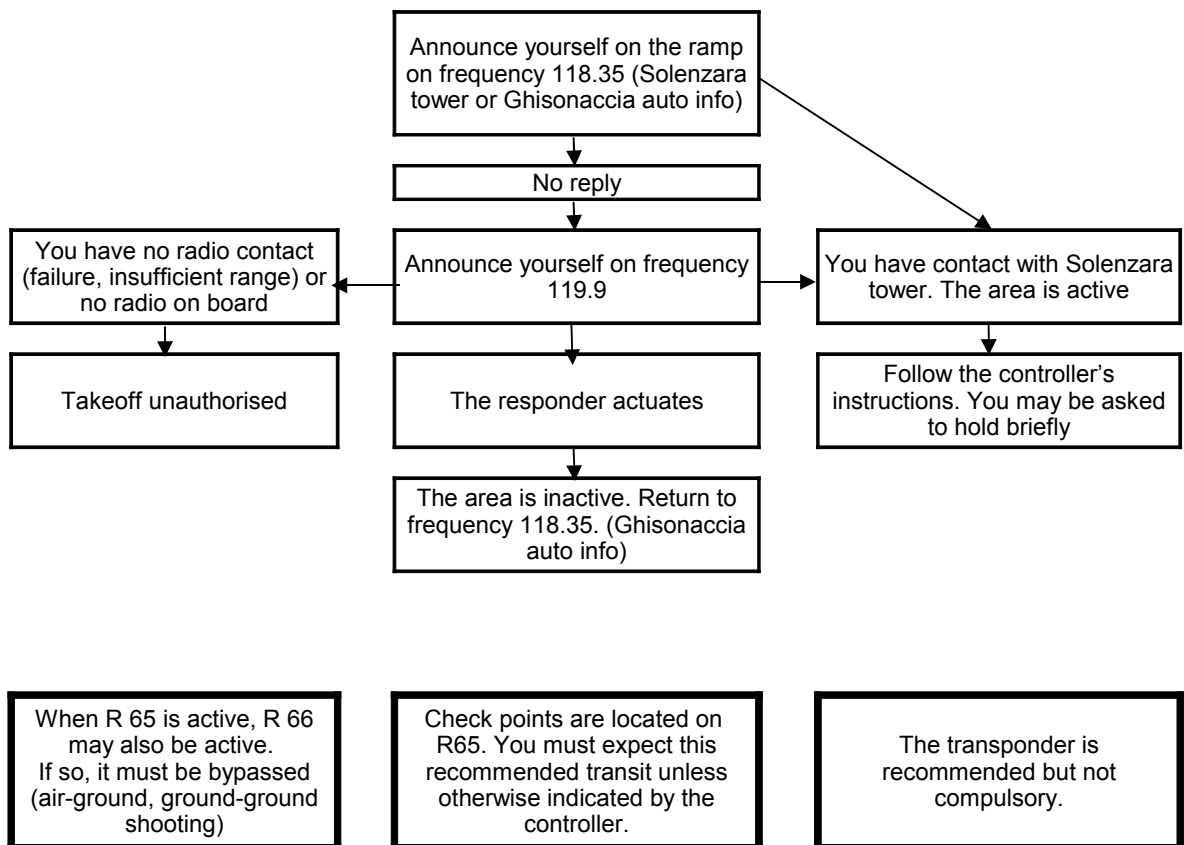 Announce yourself on the ramp
on frequency 118.35 (Solenzara
tower or Ghisonaccia auto info)
No reply
You have no radio contact
(failure, insufficient range) or
no radio on board
Announce yourself on frequency
119.9
You have contact with Solenzara
tower. The area is active
Takeoff unauthorised
The responder actuates
Follow the controller's
instructions. You may be asked
to hold briefly
The area is inactive. Return to
frequency 118.35. (Ghisonaccia
auto info)
When R 65 is active, R 66
may also be active.
If so, it must be bypassed
(air-ground, ground-ground
shooting)
Check points are located on
R65. You must expect this
recommended transit unless
otherwise indicated by the
controller.
The transponder is
recommended but not
compulsory.